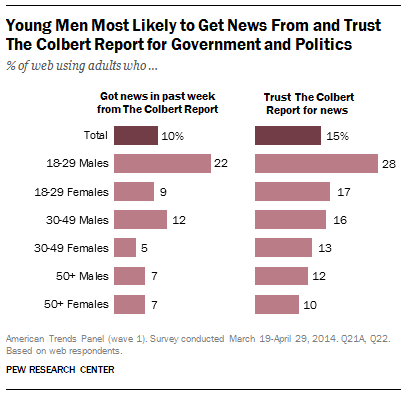 Young Men Most Likely to Get News From and Trust
The Colbert Report for Government and Politics
% of web using adults who ...
Got news in past week
from The Colbert Report
Trust The Colbert
Report for news
Total 10% 15%
18-29 Males 22 28
18-29 Females 9 17
30-49 Males 12 16
30-49 Females 5 13
50+ Males 7 12
50+ Females 7 10
American Trends Panel (wave 1). Survey conducted March 19-April 29, 2014. Q21A, Q22.
Based on web respondents.
PEW RESEARCH CENTER